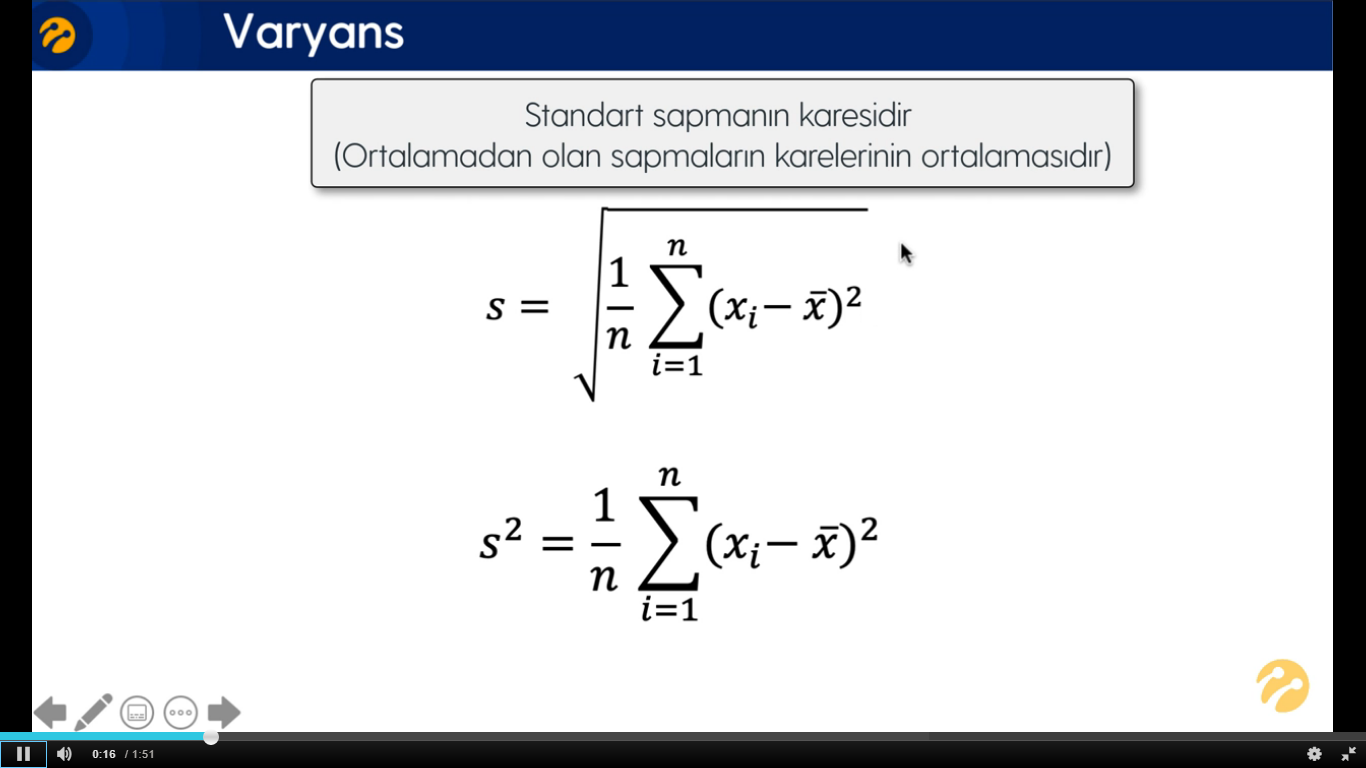 Varyans
Standart sapmanın karesidir
(Ortalamadan olan sapmaların karelerinin ortalamasıdır)
s = √(1/n ∑_{i=1}^{n} (x_i − x̄)²)
s² = 1/n ∑_{i=1}^{n} (x_i − x̄)²
0:16 / 1:51